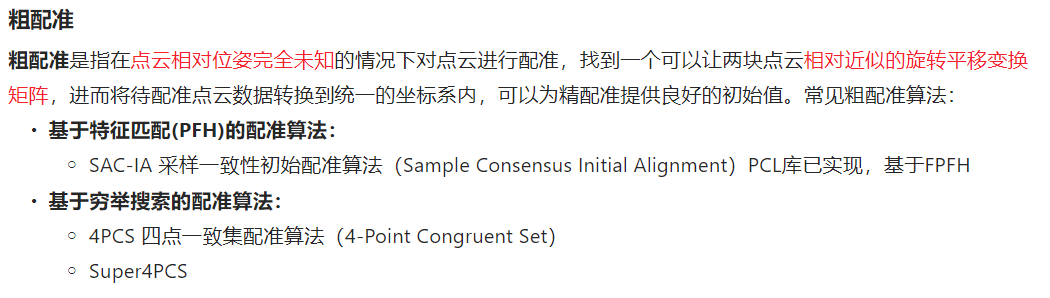 粗配准
粗配准是指在点云相对位姿完全未知的情况下对点云进行配准，找到一个可以让两块点云相对近似的旋转平移变换
矩阵，进而将待配准点云数据转换到统一的坐标系内，可以为精配准提供良好的初始值。常见粗配准算法：
• 基于特征匹配(PFH)的配准算法：
○ SAC-IA 采样一致性初始配准算法（Sample Consensus Initial Alignment）PCL库已实现，基于FPFH
• 基于穷举搜索的配准算法：
○ 4PCS 四点一致集配准算法（4-Point Congruent Set）
○ Super4PCS